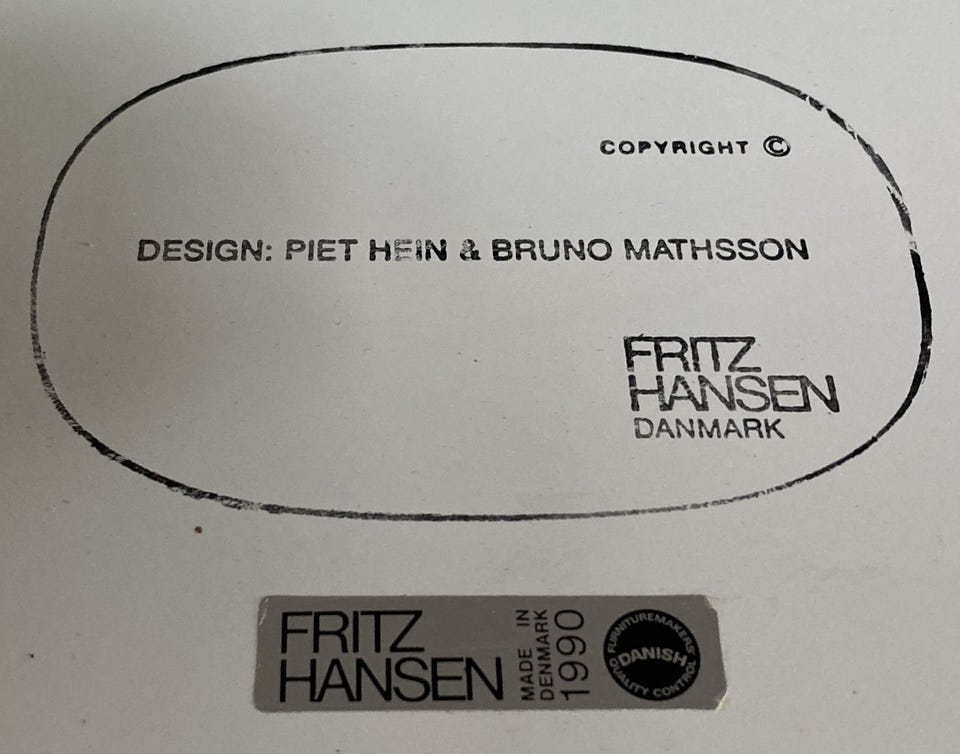 COPYRIGHT ©
DESIGN: PIET HEIN & BRUNO MATHSSON
FRITZ
HANSEN
DANMARK
FRITZ
HANSEN
MADE IN
DENMARK
1990
FURNITUREMAKERS'
DANISH
QUALITY CONTROL